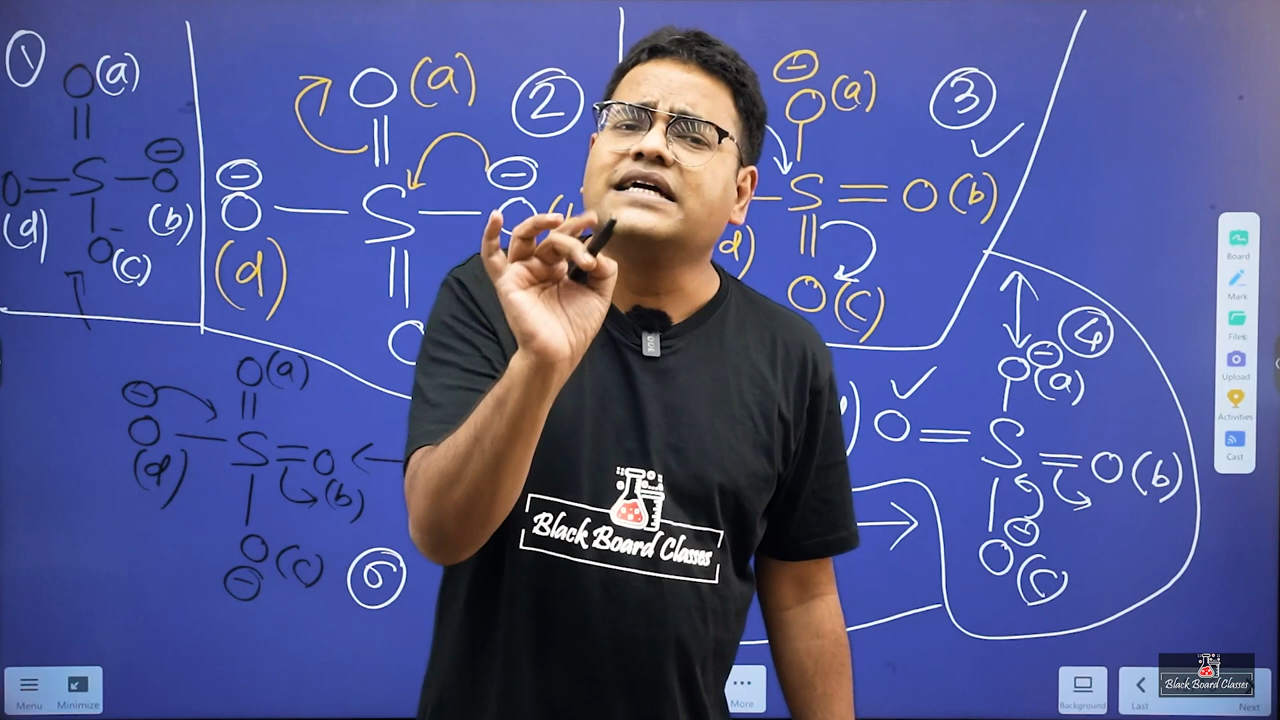 1
O (a)
||
O = S - O ⊖
(d) | (b)
O⁻
(c)
⊖
O (a)
||
O — S — O
(d) ||
O
2
⊖
O (a)
|
S = O (b)
||
O (c)
3
✓
O (a)
||
⊖
O — S = O
(d) | (b)
O (c)
⊖
✓
O ⊖ (a)
|
O = S = O (b)
|
⊖
O (c)
4
Black Board Classes
Board
Mark
Files
Upload
Activities
Cast
Menu
Minimize
More
Background
Last
Next
Black Board Classes